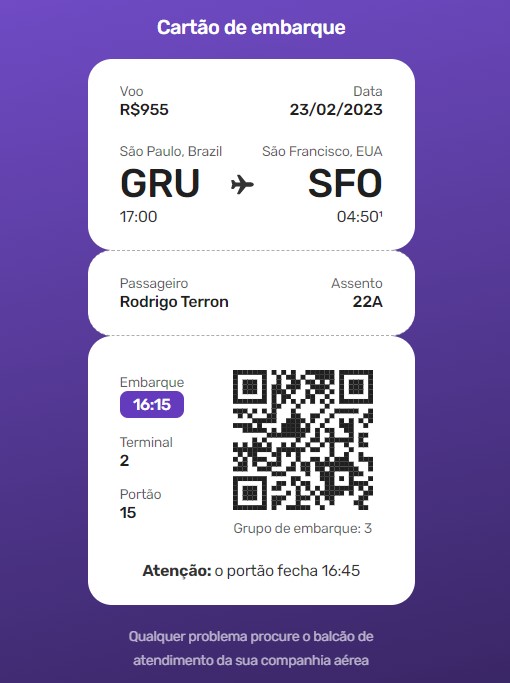 Cartão de embarque
Voo Data
R$955 23/02/2023
São Paulo, Brazil São Francisco, EUA
GRU SFO
17:00 04:50¹
Passageiro Assento
Rodrigo Terron 22A
Embarque
16:15
Terminal
2
Portão
15
Grupo de embarque: 3
Atenção: o portão fecha 16:45
Qualquer problema procure o balcão de
atendimento da sua companhia aérea